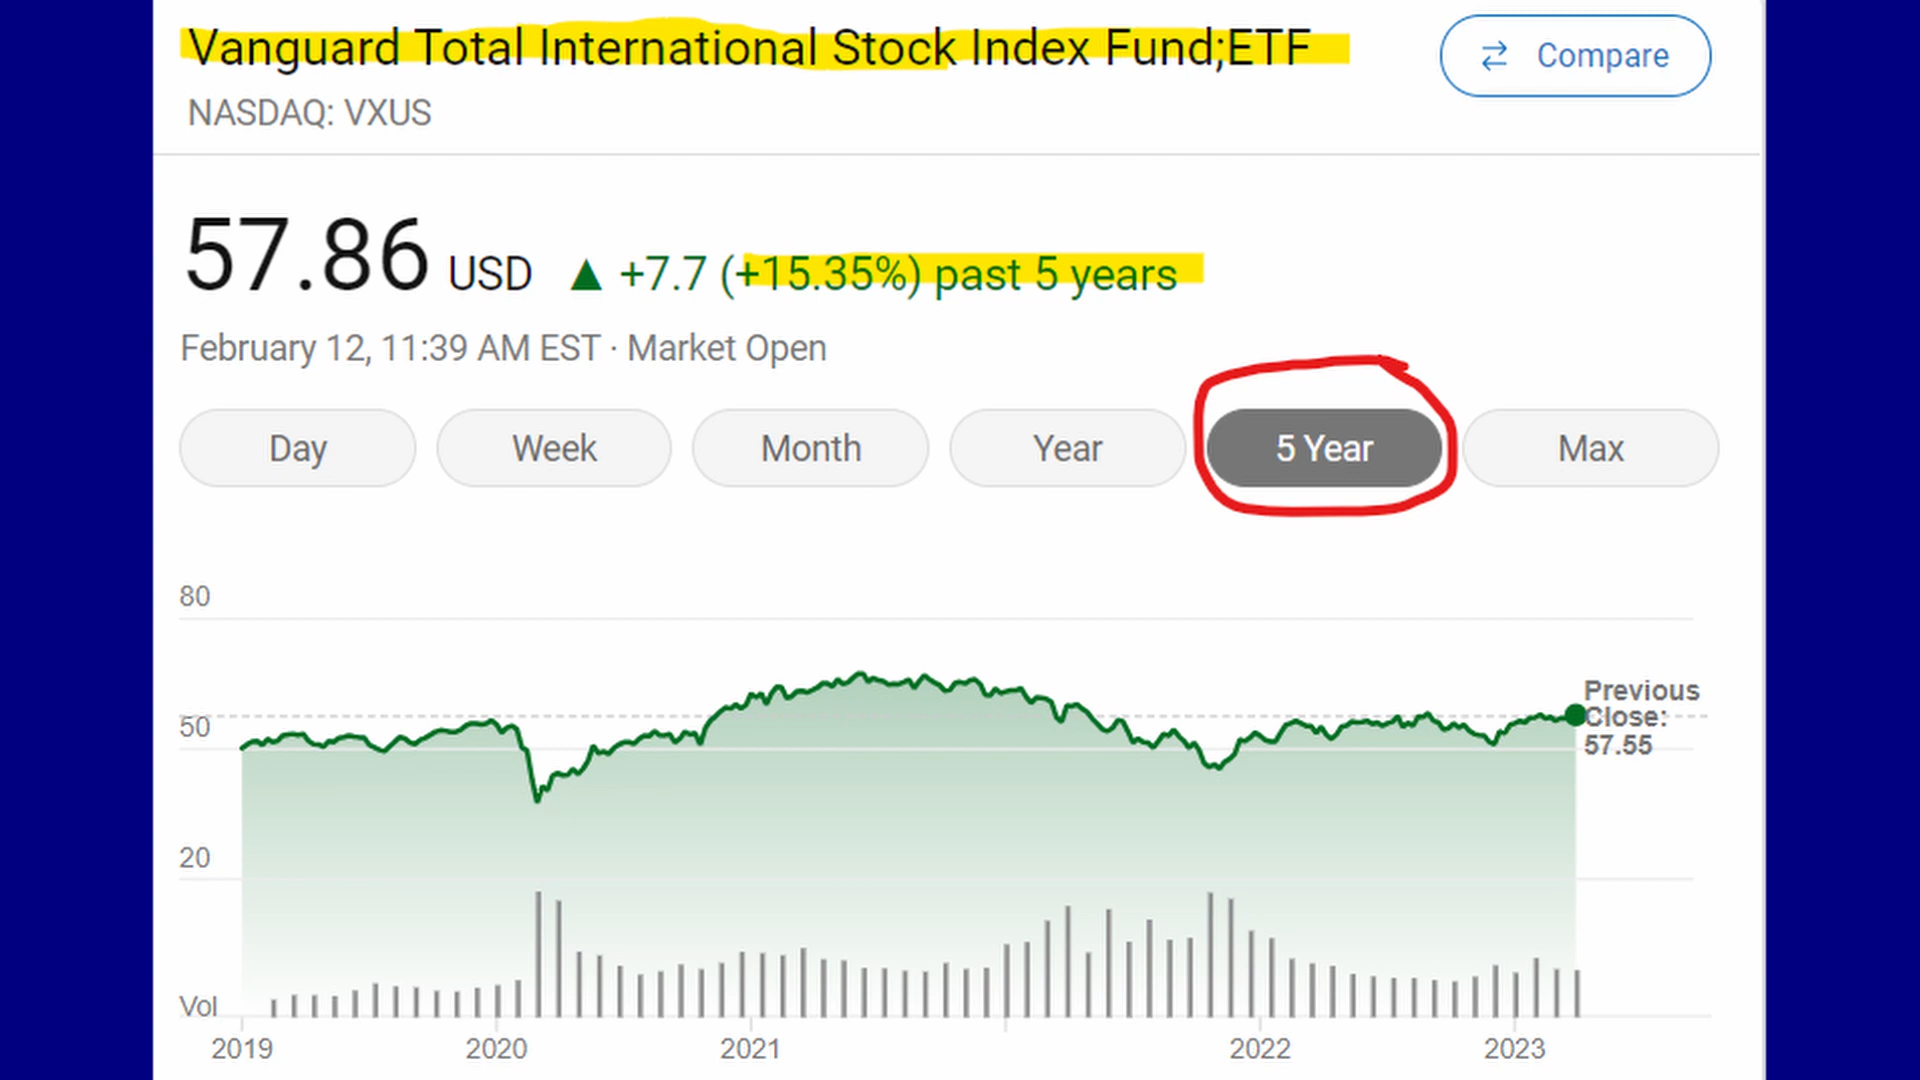 Vanguard Total International Stock Index Fund;ETF
Compare
NASDAQ: VXUS
57.86 USD ▲ +7.7 (+15.35%) past 5 years
February 12, 11:39 AM EST · Market Open
Day Week Month Year 5 Year Max
80
50
20
Vol
Previous
Close:
57.55
2019 2020 2021 2022 2023